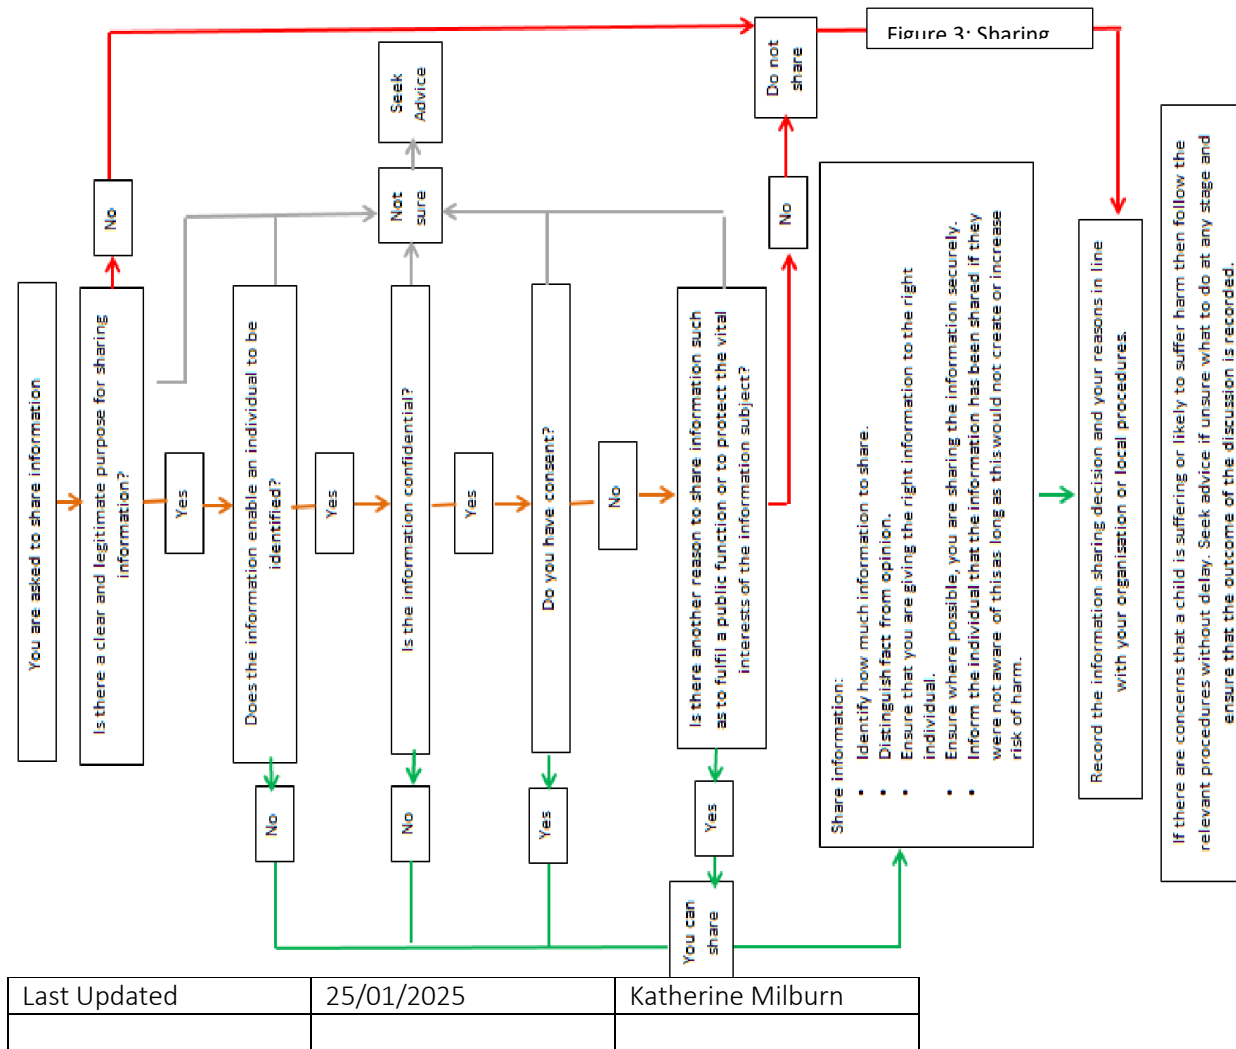 Figure 3: Sharing
You are asked to share information
Is there a clear and legitimate purpose for sharing
information?
No
Yes
Does the information enable an individual to be
identified?
No
Yes
Not
sure
Seek
Advice
Is the information confidential?
No
Yes
Do you have consent?
Yes
No
Is there another reason to share information such
as to fulfil a public function or to protect the vital
interests of the information subject?
Yes
No
You can
share
Do not
share
Share information:
• Identify how much information to share.
• Distinguish fact from opinion.
• Ensure that you are giving the right information to the right
individual.
• Ensure where possible, you are sharing the information securely.
• Inform the individual that the information has been shared if they
were not aware of this as long as this would not create or increase
risk of harm.
Record the information sharing decision and your reasons in line
with your organisation or local procedures.
If there are concerns that a child is suffering or likely to suffer harm then follow the
relevant procedures without delay. Seek advice if unsure what to do at any stage and
ensure that the outcome of the discussion is recorded.
Last Updated 25/01/2025 Katherine Milburn